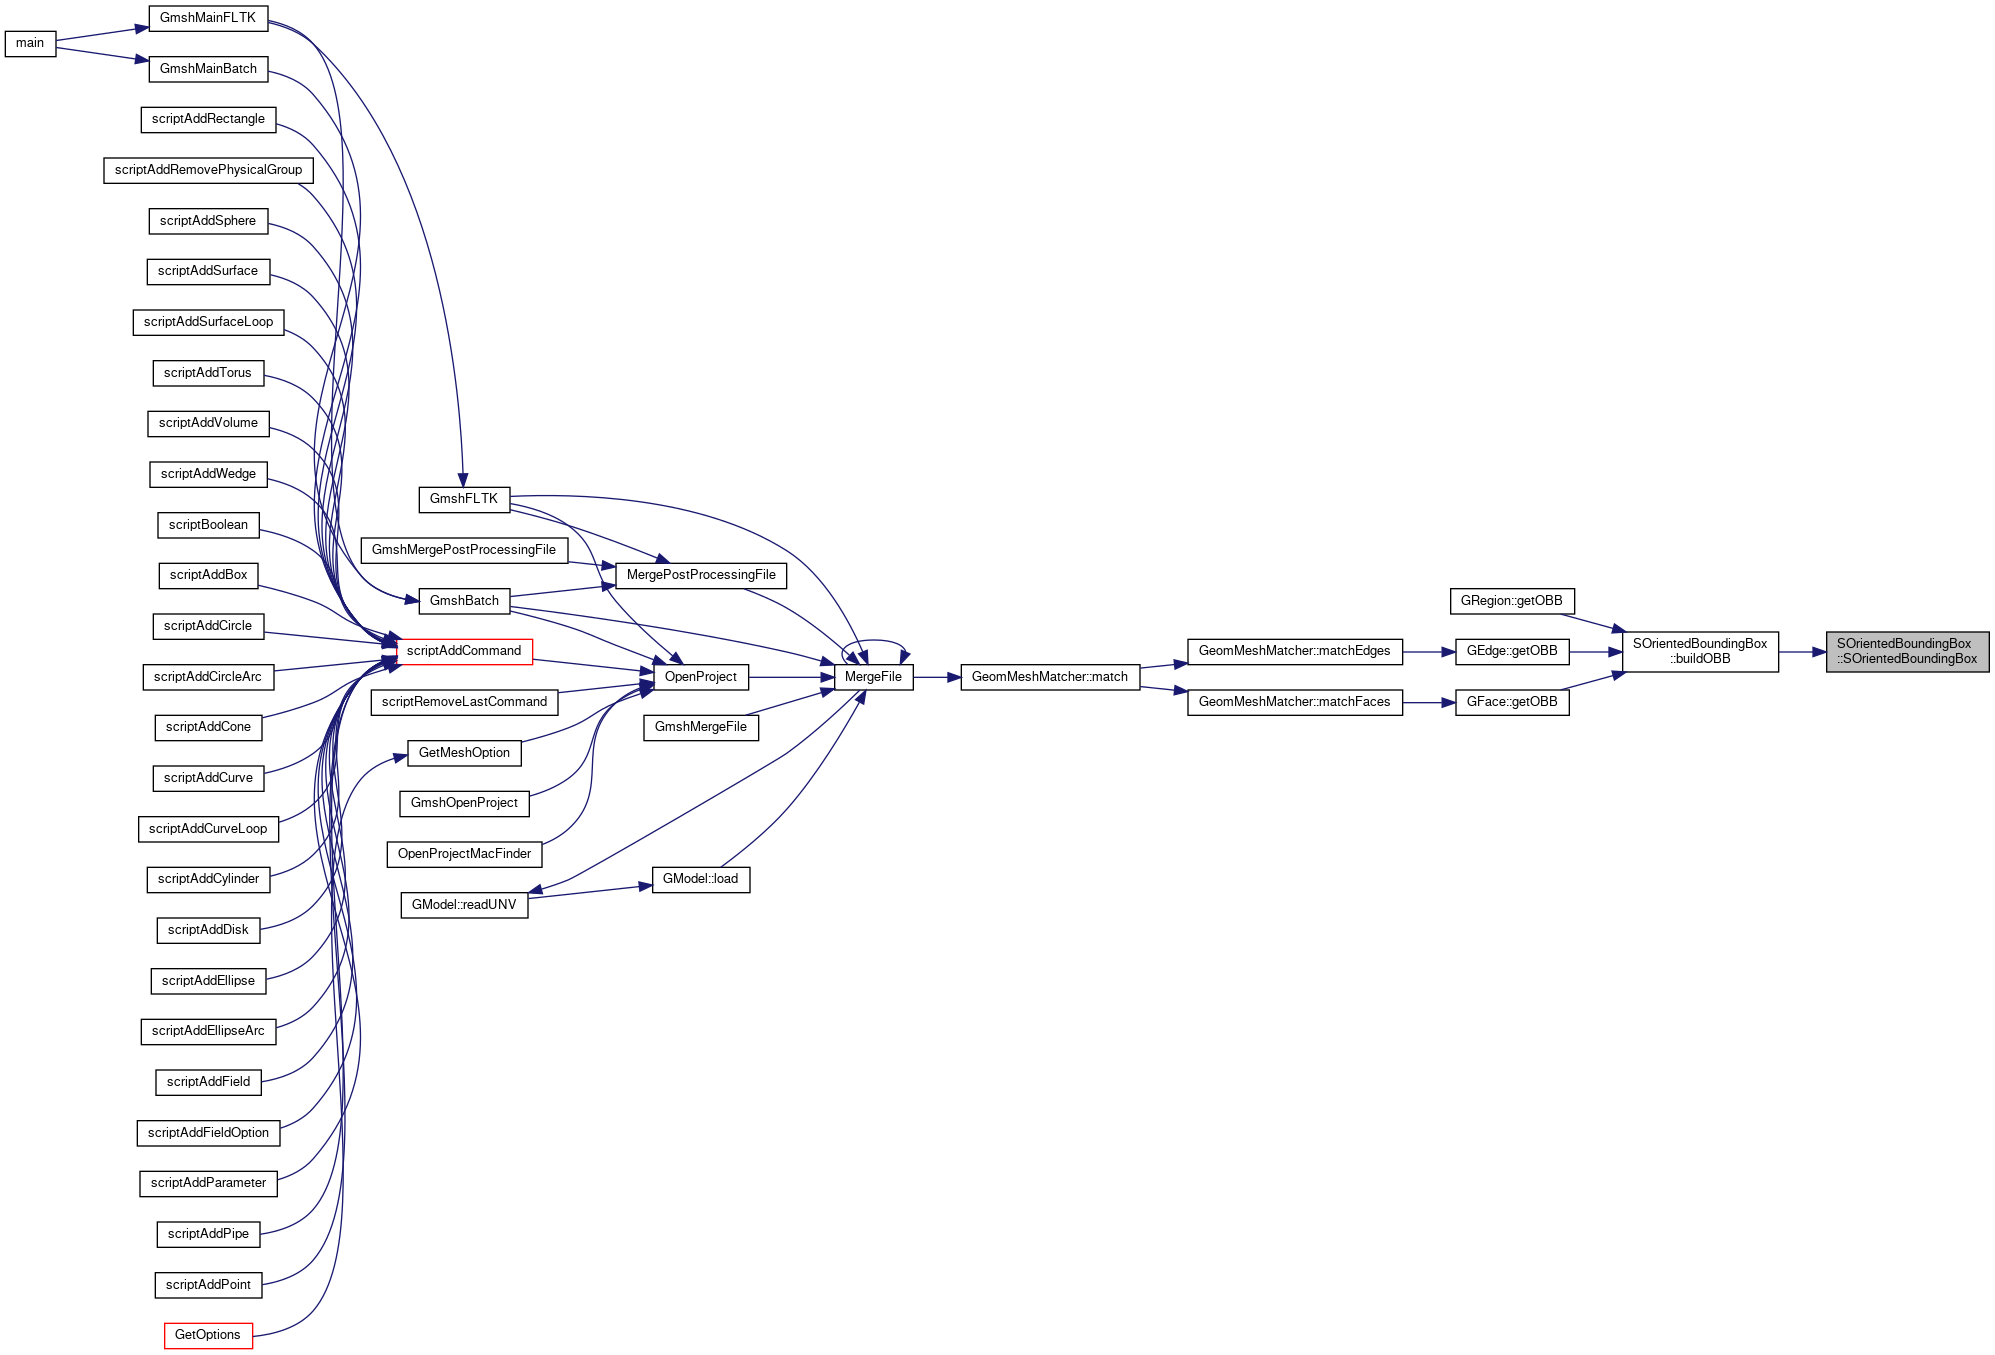 main
GmshMainFLTK
GmshMainBatch
scriptAddRectangle
scriptAddRemovePhysicalGroup
scriptAddSphere
scriptAddSurface
scriptAddSurfaceLoop
scriptAddTorus
scriptAddVolume
scriptAddWedge
scriptBoolean
scriptAddBox
scriptAddCircle
scriptAddCircleArc
scriptAddCone
scriptAddCurve
scriptAddCurveLoop
scriptAddCylinder
scriptAddDisk
scriptAddEllipse
scriptAddEllipseArc
scriptAddField
scriptAddFieldOption
scriptAddParameter
scriptAddPipe
scriptAddPoint
GetOptions
GmshFLTK
GmshMergePostProcessingFile
GmshBatch
scriptAddCommand
scriptRemoveLastCommand
GetMeshOption
GmshOpenProject
OpenProjectMacFinder
GModel::readUNV
MergePostProcessingFile
OpenProject
GmshMergeFile
GModel::load
MergeFile
GeomMeshMatcher::match
GeomMeshMatcher::matchEdges
GeomMeshMatcher::matchFaces
GRegion::getOBB
GEdge::getOBB
GFace::getOBB
SOrientedBoundingBox
::buildOBB
SOrientedBoundingBox
::SOrientedBoundingBox